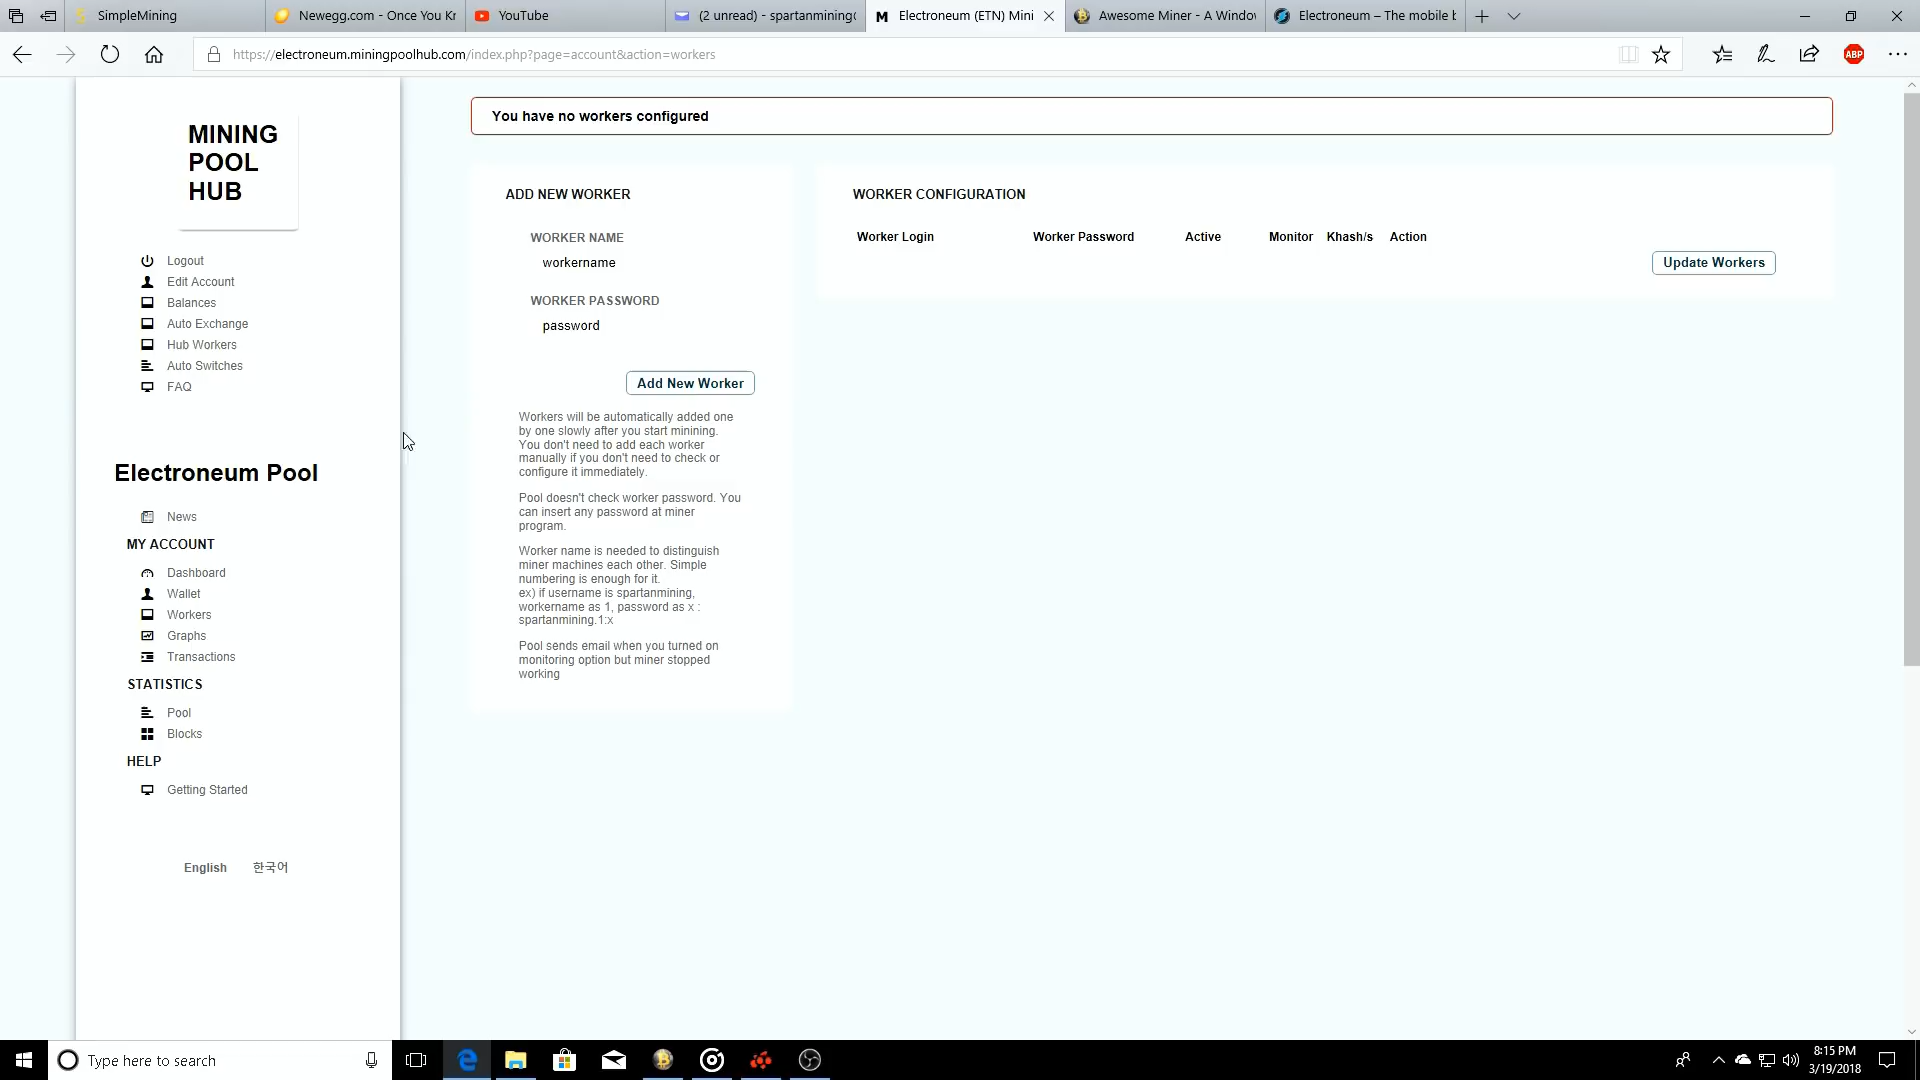 SimpleMining
Newegg.com - Once You Kr
YouTube
(2 unread) - spartanmining(
Electroneum (ETN) Mini
Awesome Miner - A Windov
Electroneum – The mobile b
https://electroneum.miningpoolhub.com/index.php?page=account&action=workers
ABP
MINING
POOL
HUB
Logout
Edit Account
Balances
Auto Exchange
Hub Workers
Auto Switches
FAQ
Electroneum Pool
News
MY ACCOUNT
Dashboard
Wallet
Workers
Graphs
Transactions
STATISTICS
Pool
Blocks
HELP
Getting Started
English 한국어
You have no workers configured
ADD NEW WORKER
WORKER NAME
workername
WORKER PASSWORD
password
Add New Worker
Workers will be automatically added one
by one slowly after you start minining.
You don't need to add each worker
manually if you don't need to check or
configure it immediately.
Pool doesn't check worker password. You
can insert any password at miner
program.
Worker name is needed to distinguish
miner machines each other. Simple
numbering is enough for it.
ex) if username is spartanmining,
workername as 1, password as x :
spartanmining.1:x
Pool sends email when you turned on
monitoring option but miner stopped
working
WORKER CONFIGURATION
Worker Login Worker Password Active Monitor Khash/s Action
Update Workers
Type here to search
8:15 PM
3/19/2018